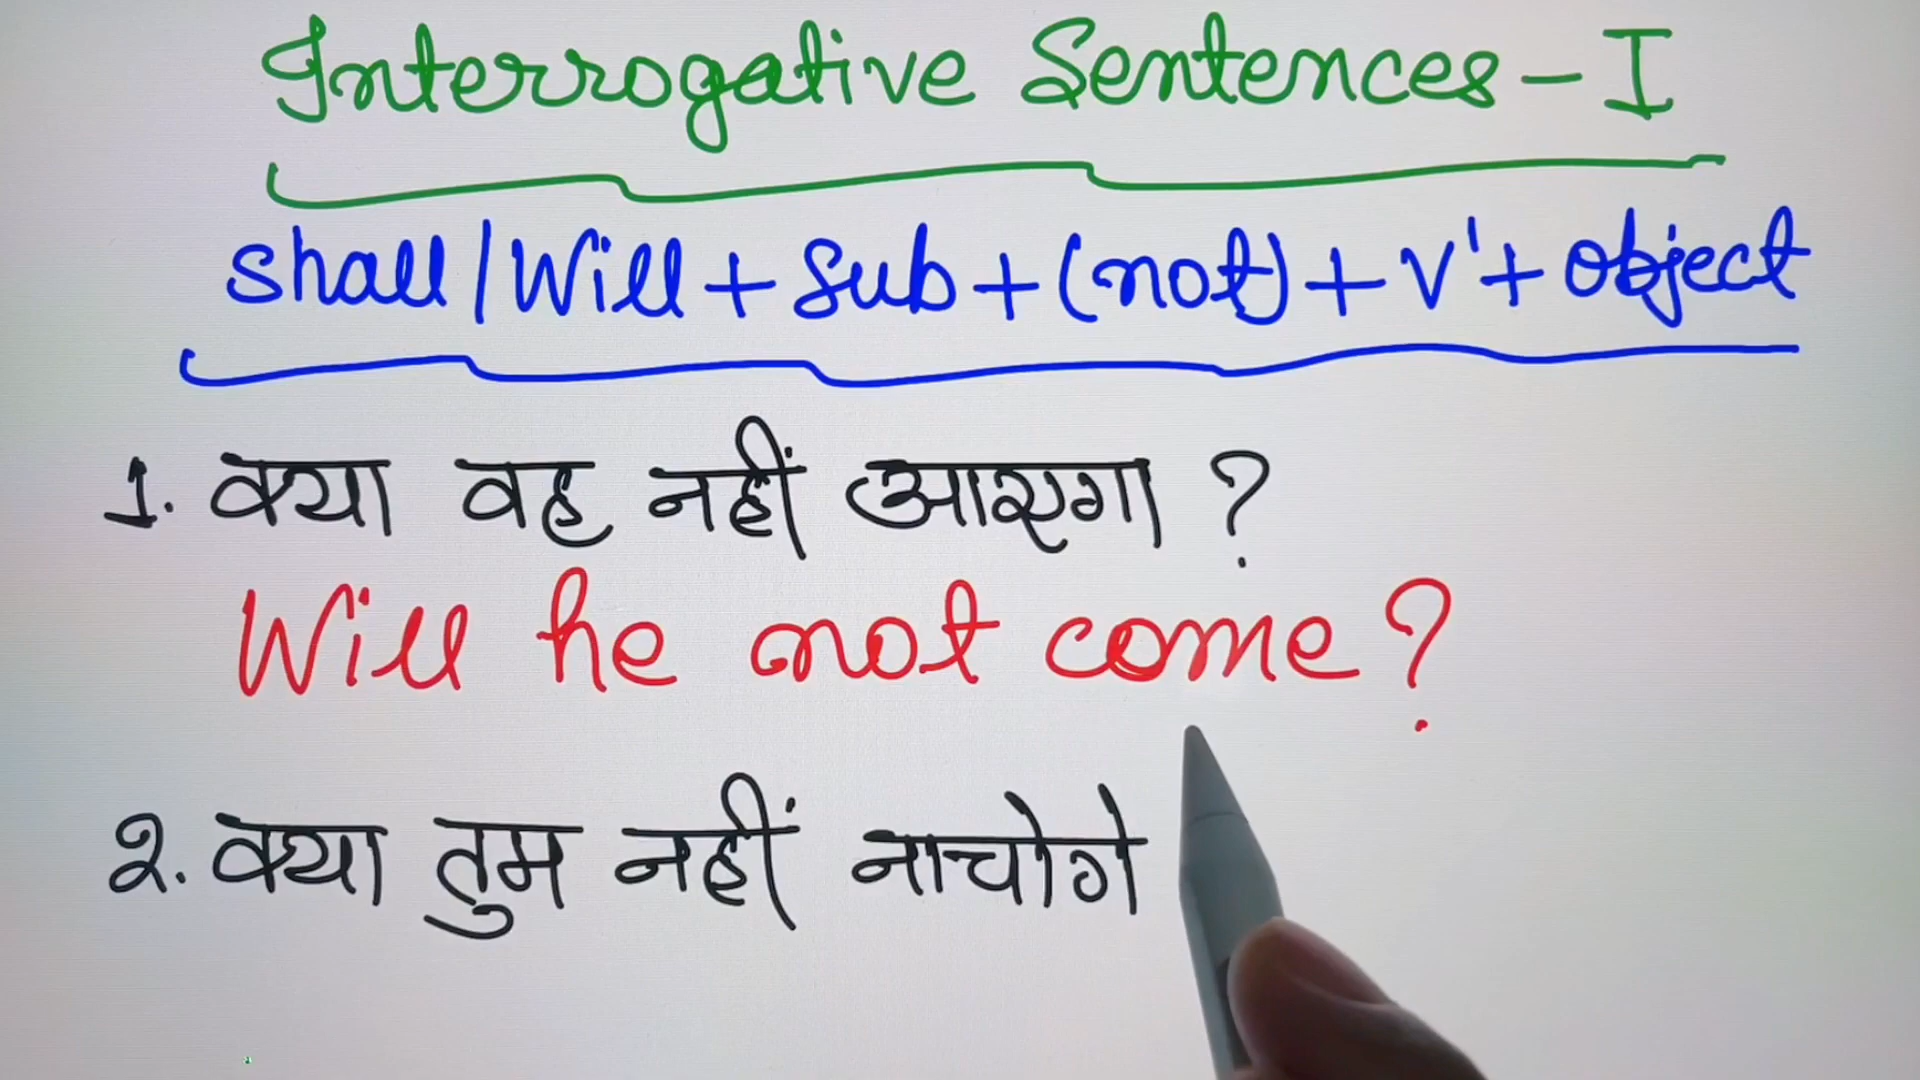 Interrogative Sentences - I
Shall / Will + Sub + (not) + V¹ + object
1. क्या वह नहीं आएगा ?
Will he not come ?
2. क्या तुम नहीं नाचोगे